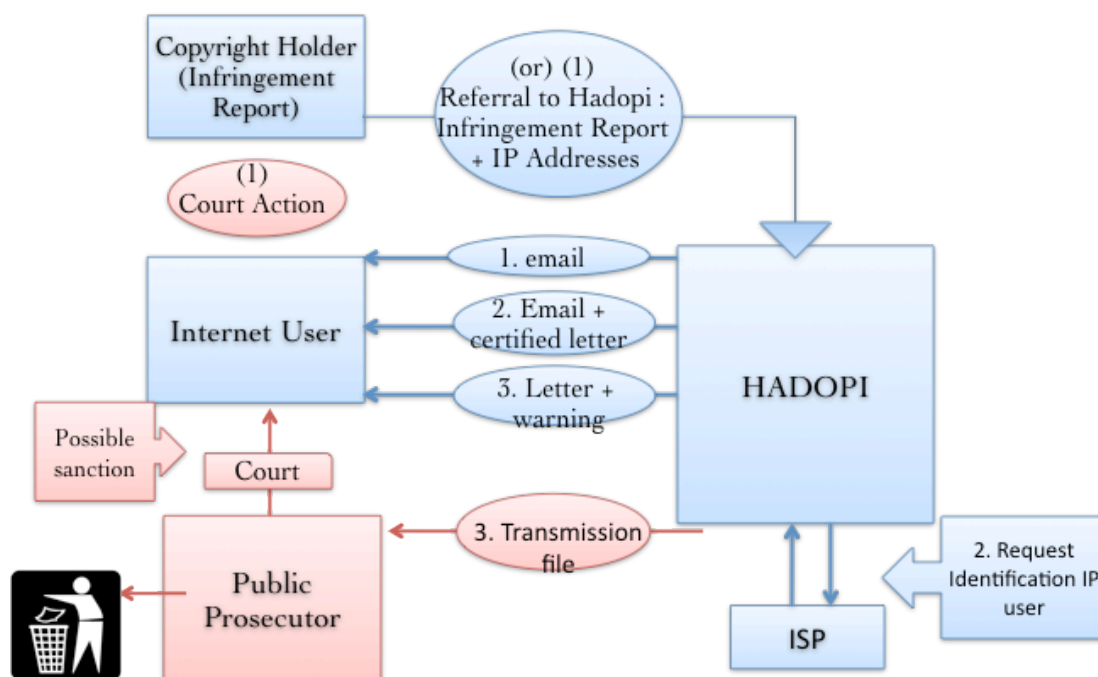 Copyright Holder
(Infringement
Report)
(or) (1)
Referral to Hadopi :
Infringement Report
+ IP Addresses
(1)
Court Action
1. email
Internet User
2. Email +
certified letter
3. Letter +
warning
HADOPI
Possible
sanction
Court
3. Transmission
file
Public
Prosecutor
2. Request
Identification IP
user
ISP